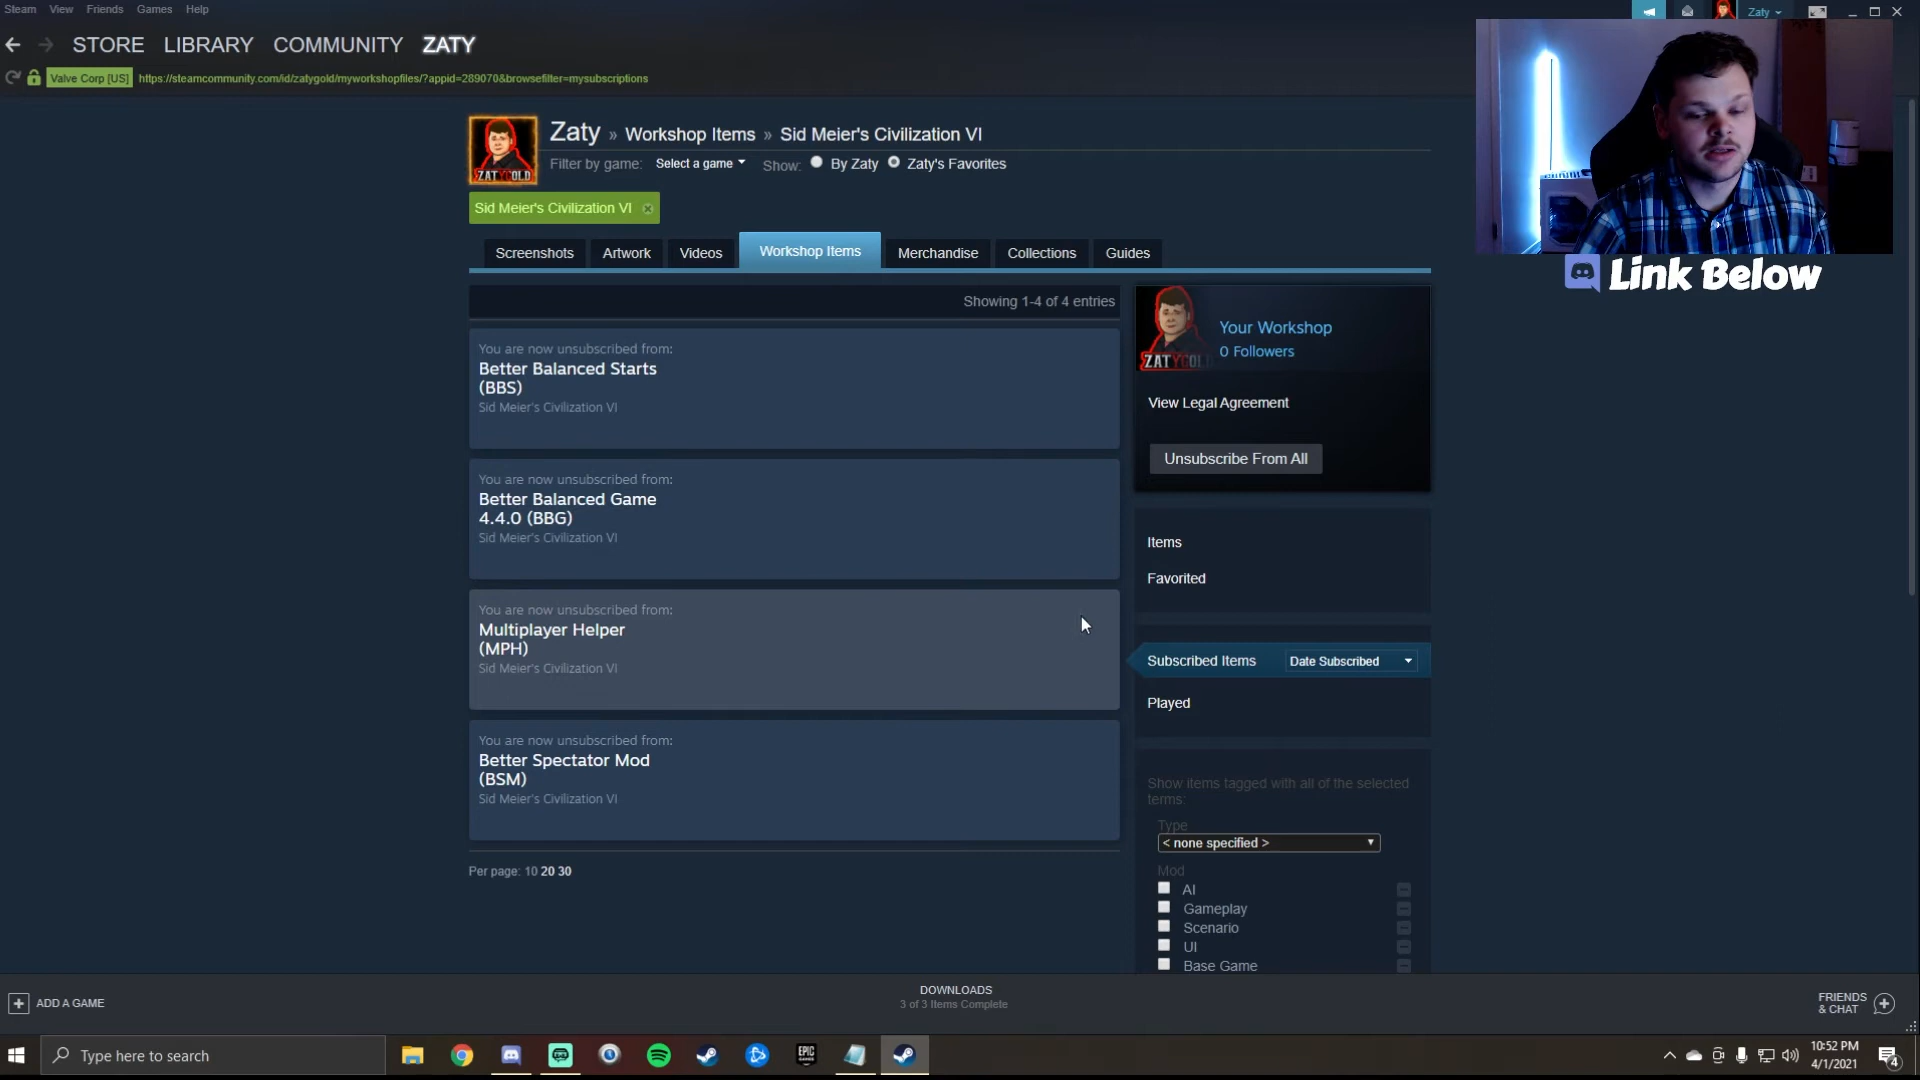 Steam View Friends Games Help
Zaty
STORE LIBRARY COMMUNITY ZATY
Valve Corp [US] https://steamcommunity.com/id/zatygold/myworkshopfiles/?appid=289070&browsefilter=mysubscriptions
Zaty » Workshop Items » Sid Meier's Civilization VI
Filter by game: Select a game Show: By Zaty Zaty's Favorites
ZATYGOLD
Sid Meier's Civilization VI
Link Below
Screenshots Artwork Videos Workshop Items Merchandise Collections Guides
Showing 1-4 of 4 entries
You are now unsubscribed from:
Better Balanced Starts
(BBS)
Sid Meier's Civilization VI
You are now unsubscribed from:
Better Balanced Game
4.4.0 (BBG)
Sid Meier's Civilization VI
You are now unsubscribed from:
Multiplayer Helper
(MPH)
Sid Meier's Civilization VI
You are now unsubscribed from:
Better Spectator Mod
(BSM)
Sid Meier's Civilization VI
Per page: 10 20 30
Your Workshop
0 Followers
ZATYGOL
View Legal Agreement
Unsubscribe From All
Items
Favorited
Subscribed Items Date Subscribed
Played
Show items tagged with all of the selected
terms:
Type
< none specified >
Mod
AI
Gameplay
Scenario
UI
Base Game
ADD A GAME
DOWNLOADS
3 of 3 Items Complete
FRIENDS
& CHAT
Type here to search
EPIC
GAMES
10:52 PM
4/1/2021
4